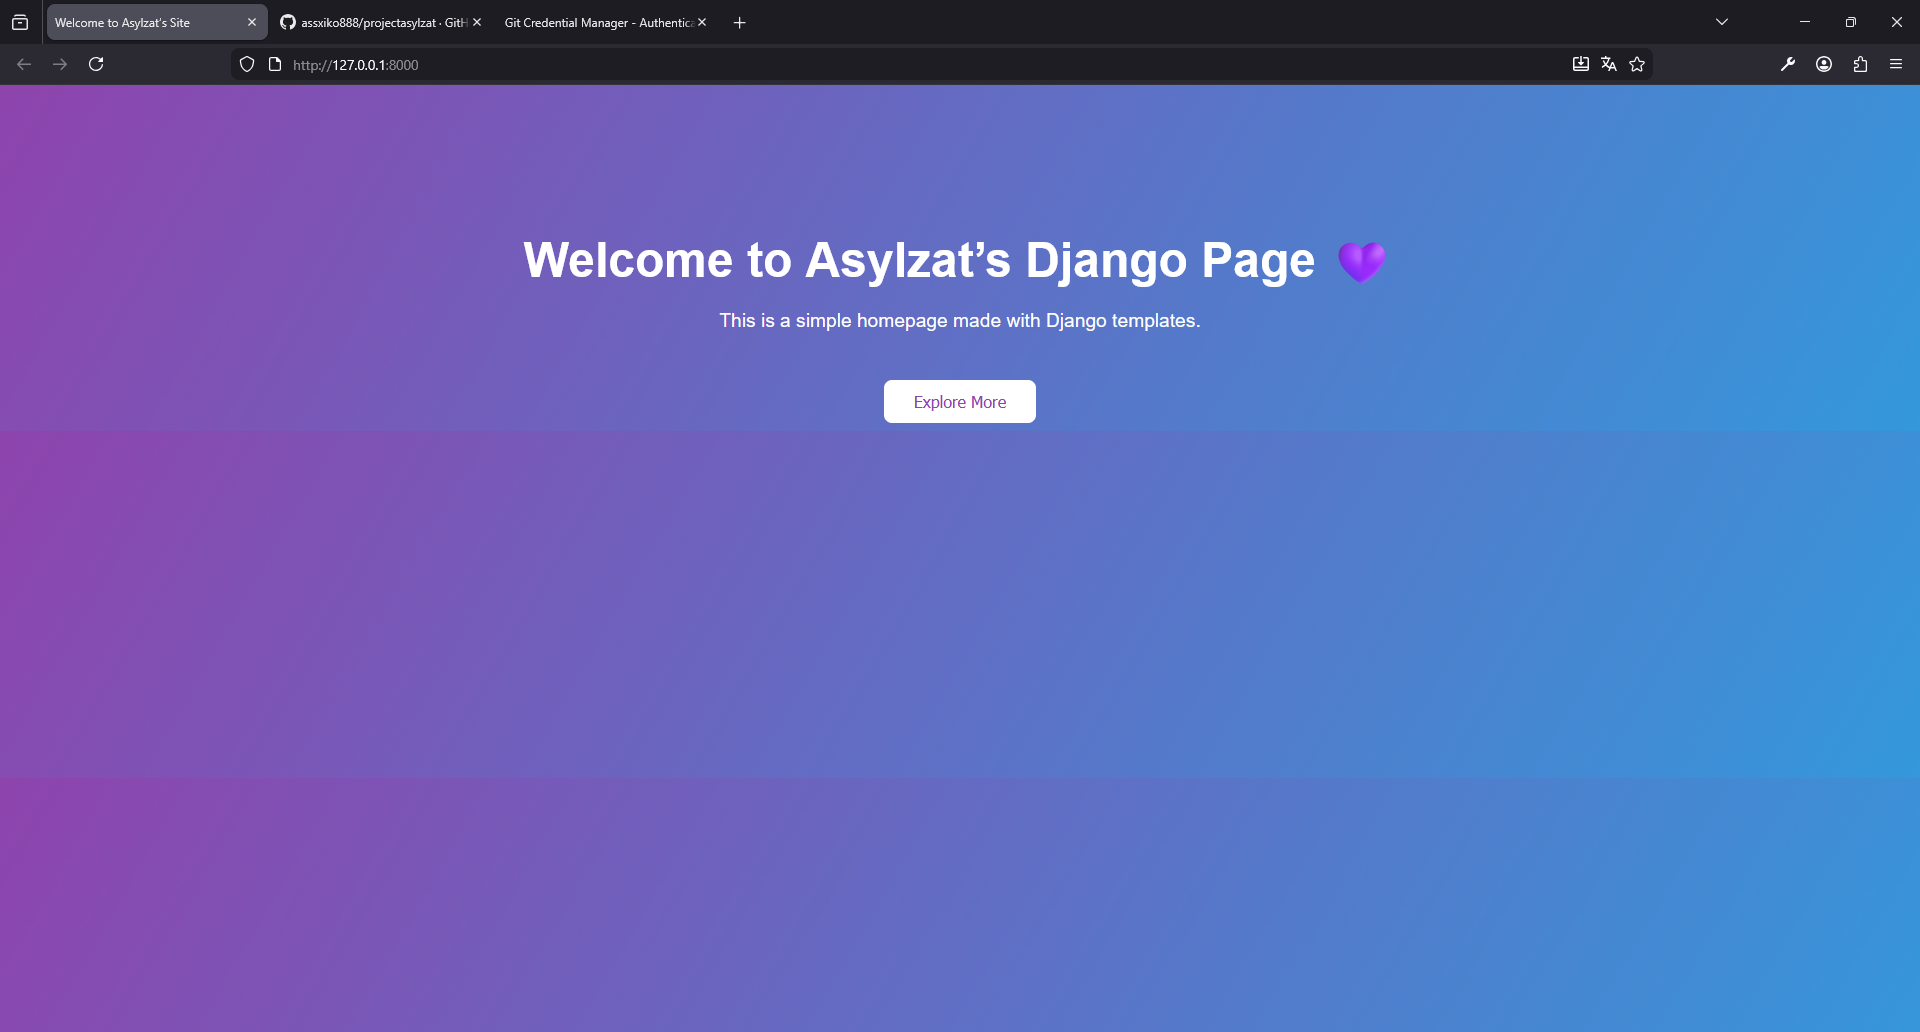 Welcome to Asylzat's Site
assxiko888/projectasylzat · GitH
Git Credential Manager - Authentica
http://127.0.0.1:8000
Welcome to Asylzat’s Django Page 💜
This is a simple homepage made with Django templates.
Explore More